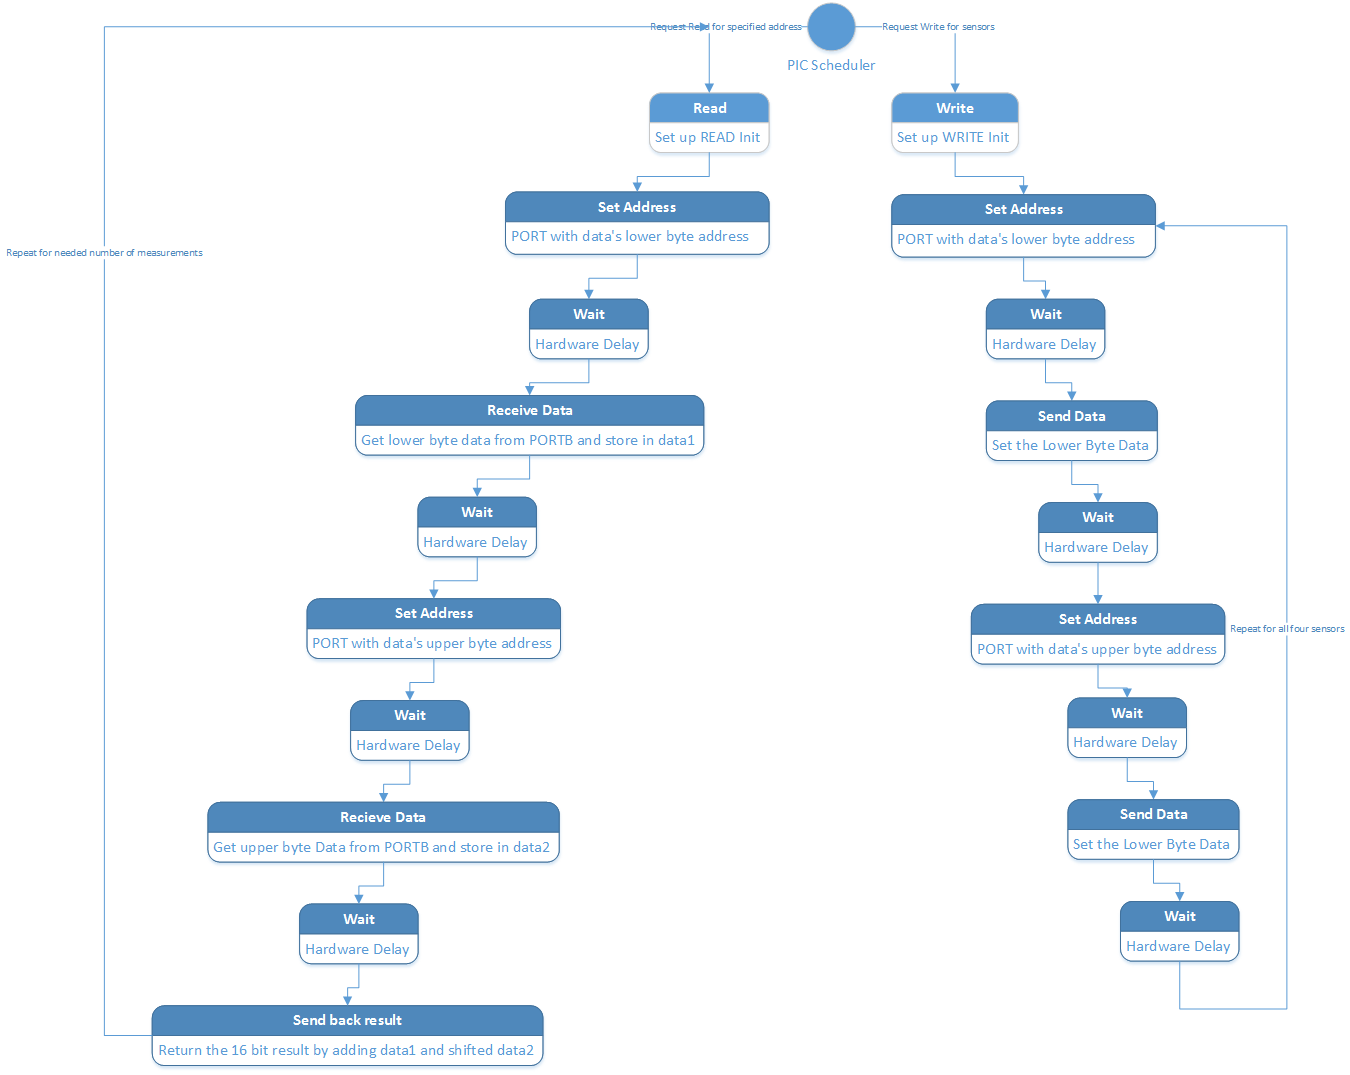 Request Read for specified address
Request Write for sensors
PIC Scheduler
Read
Set up READ Init
Write
Set up WRITE Init
Set Address
PORT with data's lower byte address
Set Address
PORT with data's lower byte address
Repeat for needed number of measurements
Wait
Hardware Delay
Wait
Hardware Delay
Receive Data
Get lower byte data from PORTB and store in data1
Send Data
Set the Lower Byte Data
Wait
Hardware Delay
Wait
Hardware Delay
Set Address
PORT with data's upper byte address
Set Address
PORT with data's upper byte address
Repeat for all four sensors
Wait
Hardware Delay
Wait
Hardware Delay
Recieve Data
Get upper byte Data from PORTB and store in data2
Send Data
Set the Lower Byte Data
Wait
Hardware Delay
Wait
Hardware Delay
Send back result
Return the 16 bit result by adding data1 and shifted data2